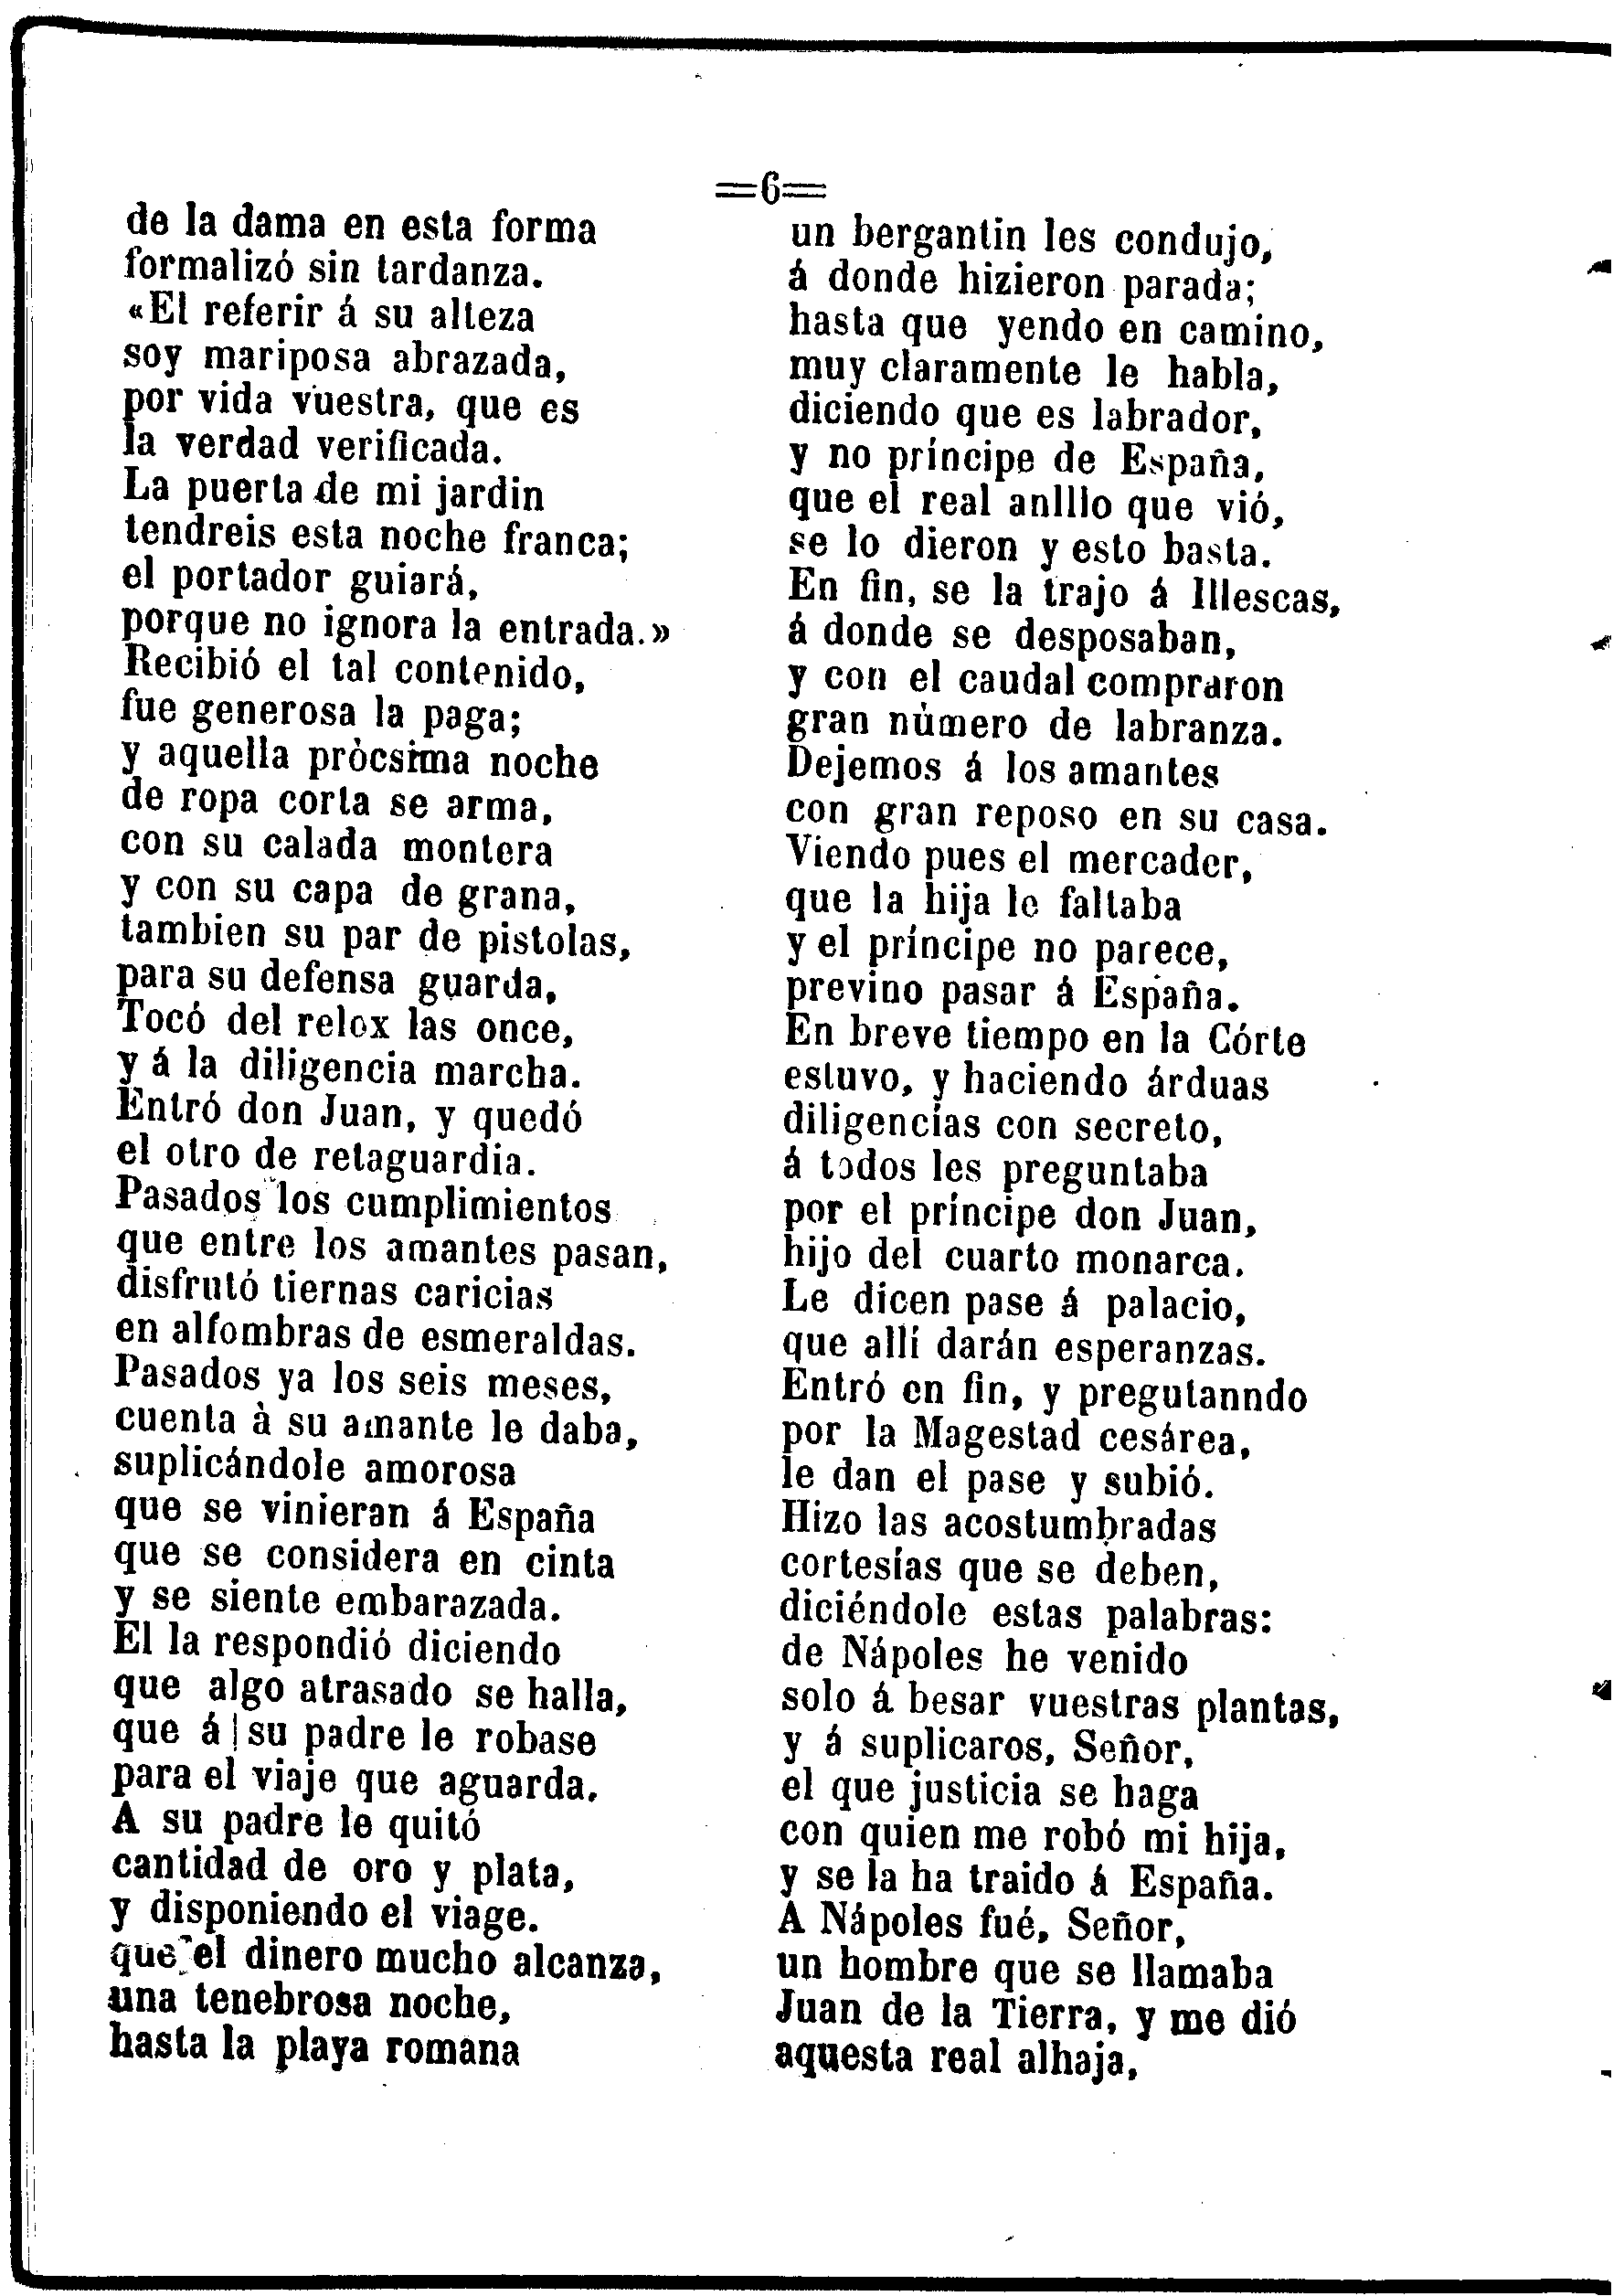 =6=
de la dama en esta forma
formalizó sin tardanza.
«El referir á su alteza
soy mariposa abrazada,
por vida vuestra, que es
la verdad verificada.
La puerta de mi jardin
tendreis esta noche franca;
el portador guiará,
porque no ignora la entrada.»
Recibió el tal contenido,
fue generosa la paga;
y aquella pròcsima noche
de ropa corta se arma,
con su calada montera
y con su capa de grana,
tambien su par de pistolas,
para su defensa guarda,
Tocó del relox las once,
y á la diligencia marcha.
Entró don Juan, y quedó
el otro de retaguardia.
Pasados los cumplimientos
que entre los amantes pasan,
disfrutó tiernas caricias
en alfombras de esmeraldas.
Pasados ya los seis meses,
cuenta à su amante le daba,
suplicándole amorosa
que se vinieran á España
que se considera en cinta
y se siente embarazada.
El la respondió diciendo
que algo atrasado se halla,
que á su padre le robase
para el viaje que aguarda.
A su padre le quitó
cantidad de oro y plata,
y disponiendo el viage.
que el dinero mucho alcanza,
una tenebrosa noche,
hasta la playa romana
un bergantin les condujo,
á donde hizieron parada;
hasta que yendo en camino,
muy claramente le habla,
diciendo que es labrador,
y no príncipe de España,
que el real anlllo que vió,
se lo dieron y esto basta.
En fin, se la trajo á Illescas,
á donde se desposaban,
y con el caudal compraron
gran nùmero de labranza.
Dejemos á los amantes
con gran reposo en su casa.
Viendo pues el mercader,
que la hija le faltaba
y el príncipe no parece,
previno pasar á España.
En breve tiempo en la Córte
estuvo, y haciendo árduas
diligencías con secreto,
á todos les preguntaba
por el príncipe don Juan,
hijo del cuarto monarca.
Le dicen pase á palacio,
que allí darán esperanzas.
Entró en fin, y pregutanndo
por la Magestad cesárea,
le dan el pase y subió.
Hizo las acostumbradas
cortesías que se deben,
diciéndole estas palabras:
de Nápoles he venido
solo á besar vuestras plantas,
y á suplicaros, Señor,
el que justicia se haga
con quien me robó mi hija,
y se la ha traido á España.
A Nápoles fué, Señor,
un hombre que se llamaba
Juan de la Tierra, y me dió
aquesta real alhaja,